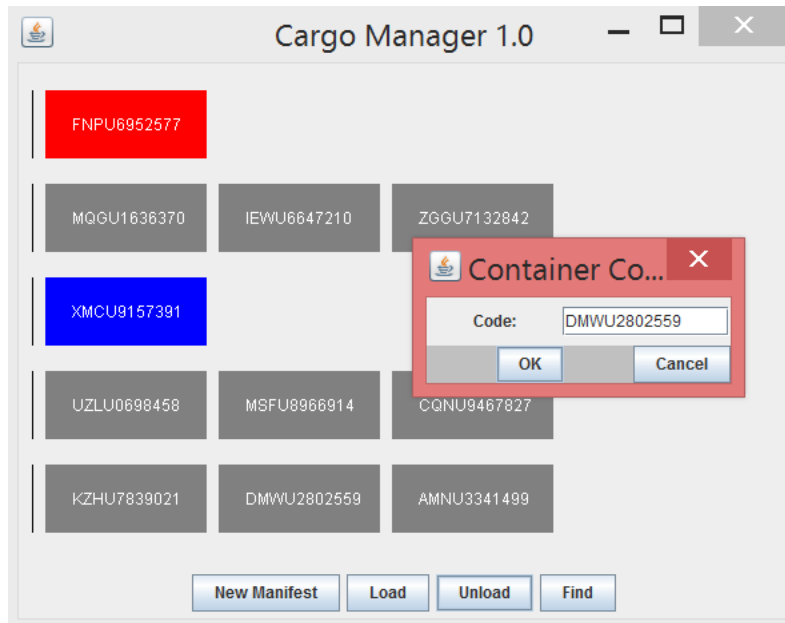 Cargo Manager 1.0
FNPU6952577
MQGU1636370 IEWU6647210 ZGGU7132842
Container Co...
XMCU9157391
Code: DMWU2802559
OK Cancel
UZLU0698458 MSFU8966914 CQNU9467827
KZHU7839021 DMWU2802559 AMNU3341499
New Manifest Load Unload Find